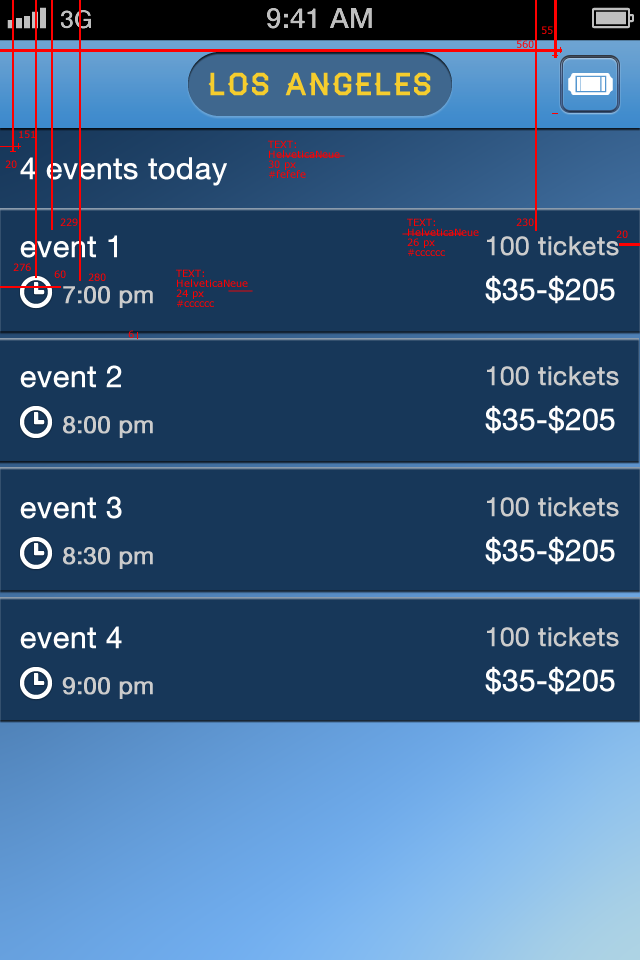 3G 9:41 AM
55
560
LOS ANGELES
151
20
4 events today
TEXT:
HelveticaNeue
30 px
229
event 1
TEXT:
HelveticaNeue
26 px
#cccccc
230
100 tickets
20
276
60
280
7:00 pm
TEXT:
HelveticaNeue
24 px
#cccccc
$35-$205
event 2
100 tickets
8:00 pm
$35-$205
event 3
100 tickets
8:30 pm
$35-$205
event 4
100 tickets
9:00 pm
$35-$205